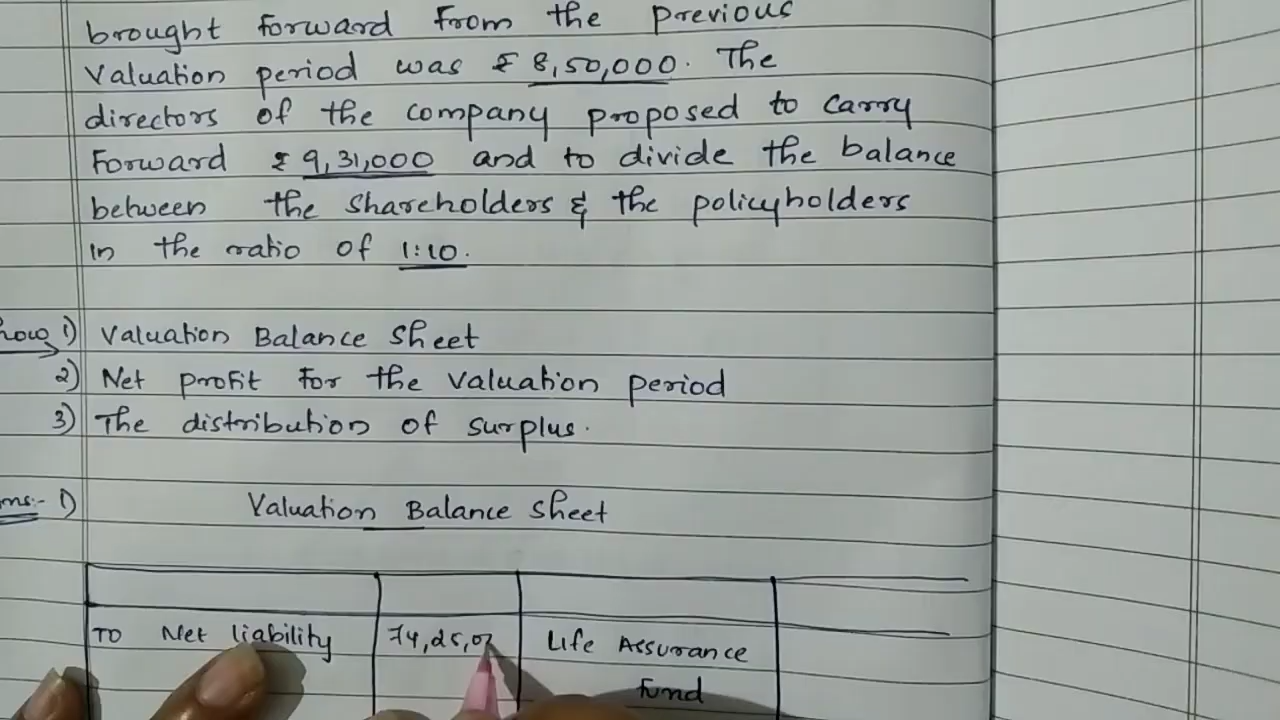 brought forward from the previous
Valuation period was ₹ 8,50,000. The
directors of the company proposed to carry
Forward ₹ 9,31,000 and to divide the balance
between the shareholders & the policyholders
in the ratio of 1:10.
1) Valuation Balance Sheet
2) Net profit for the valuation period
3) The distribution of surplus.
1) Valuation Balance Sheet
To Net liability 74,25,0 Life Assurance
Fund